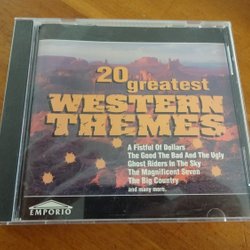 20 greatest
WESTERN
THEMES
A Fistful Of Dollars
The Good The Bad And The Ugly
Ghost Riders In The Sky
The Magnificent Seven
The Big Country
and many more.
EMPORIO